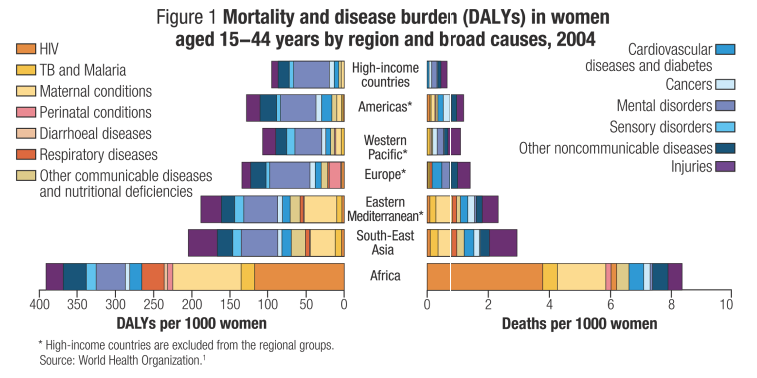 Figure 1 Mortality and disease burden (DALYs) in women
aged 15–44 years by region and broad causes, 2004
HIV
TB and Malaria
Maternal conditions
Perinatal conditions
Diarrhoeal diseases
Respiratory diseases
Other communicable diseases
and nutritional deficiencies
High-income
countries
Americas*
Western
Pacific*
Europe*
Eastern
Mediterranean*
South-East
Asia
Africa
Cardiovascular
diseases and diabetes
Cancers
Mental disorders
Sensory disorders
Other noncommunicable diseases
Injuries
400 350 300 250 200 150 100 50 0
DALYs per 1000 women
0 2 4 6 8 10
Deaths per 1000 women
* High-income countries are excluded from the regional groups.
Source: World Health Organization.¹